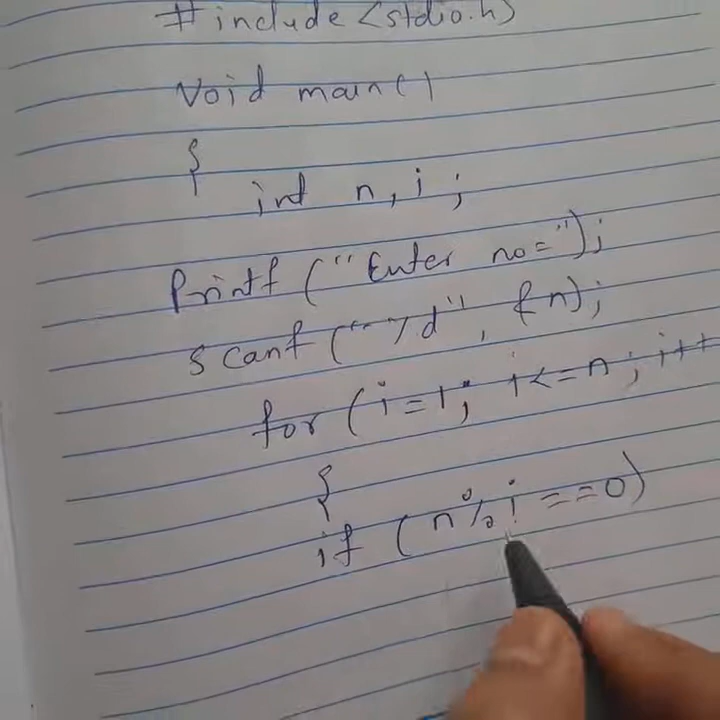 #include <stdio.h>
void main()
{
int n, i ;
Printf ("Enter no=");
scanf ("%d", &n);
for (i=1; i<=n; i++
{
if (n%i ==0)